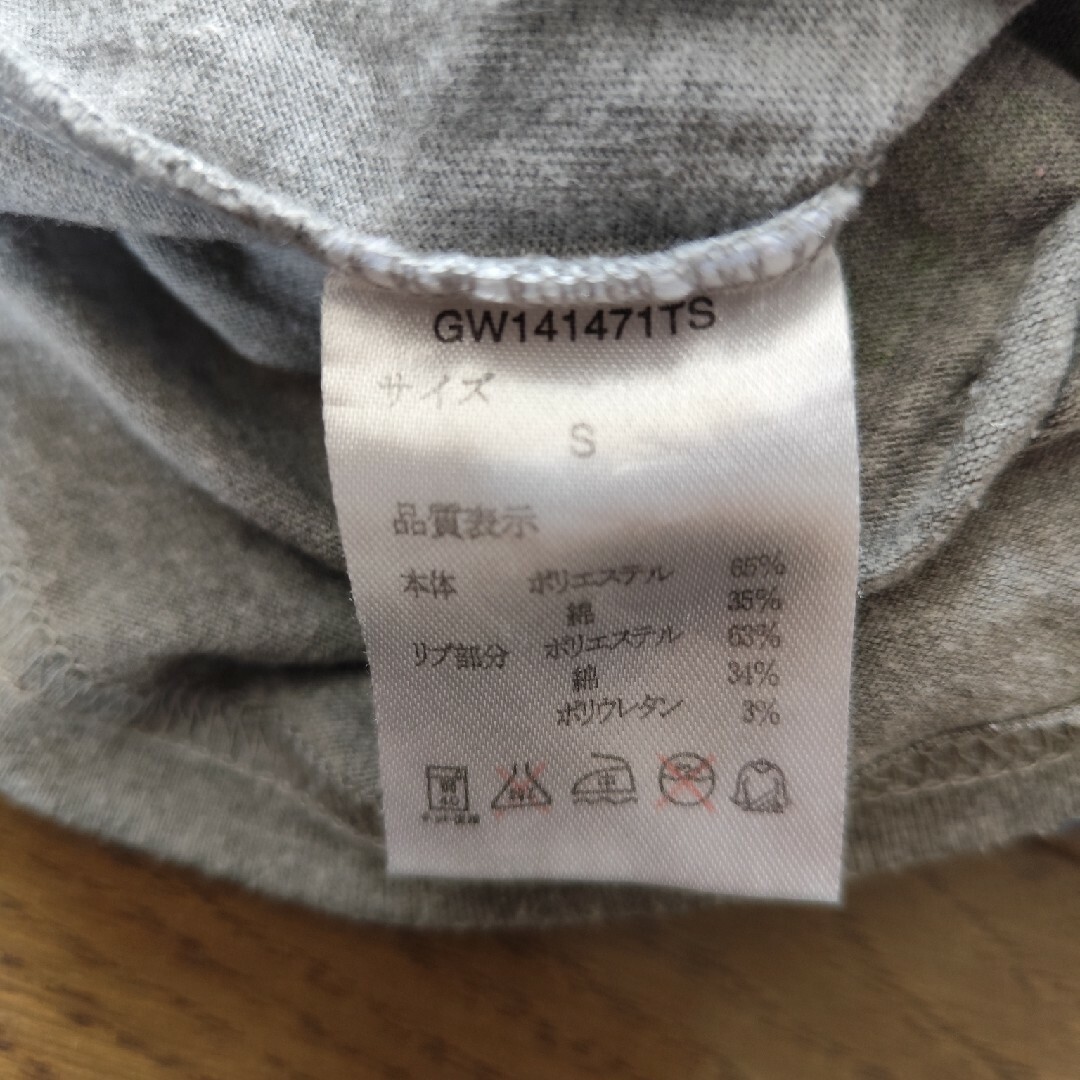 GW141471TS
サイズ
S
品質表示
本体 ポリエステル 65%
綿 35%
リブ部分 ポリエステル 63%
綿 34%
ポリウレタン 3%
40